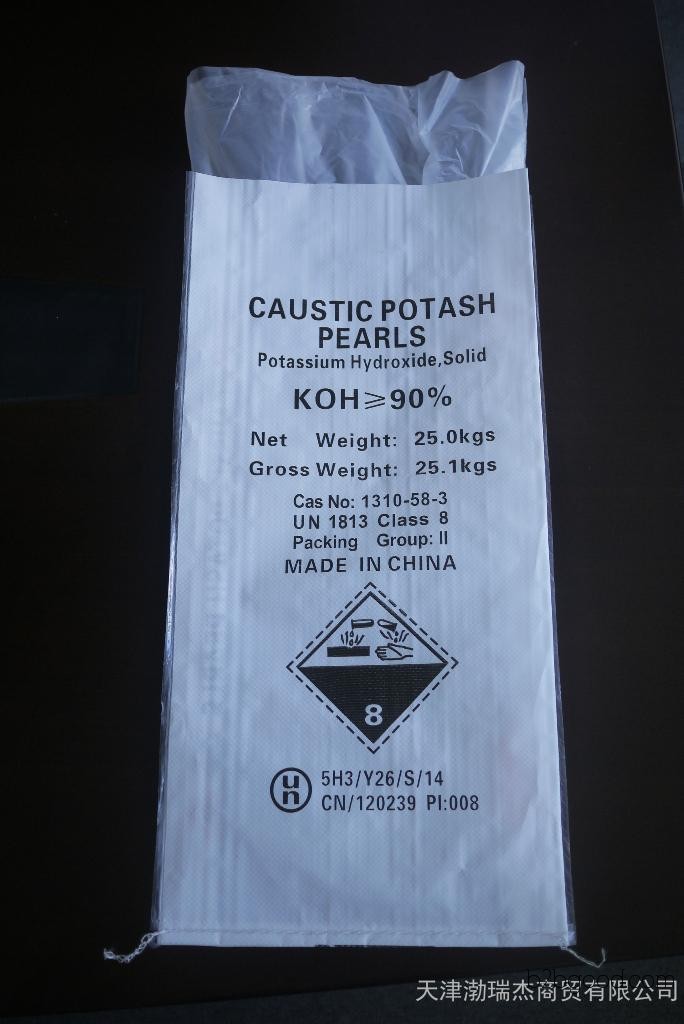 CAUSTIC POTASH
PEARLS
Potassium Hydroxide,Solid
KOH≥90%
Net Weight: 25.0kgs
Gross Weight: 25.1kgs
Cas No: 1310-58-3
UN 1813 Class 8
Packing Group: II
MADE IN CHINA
8
un
5H3/Y26/S/14
CN/120239 PI:008
天津渤瑞杰商贸有限公司